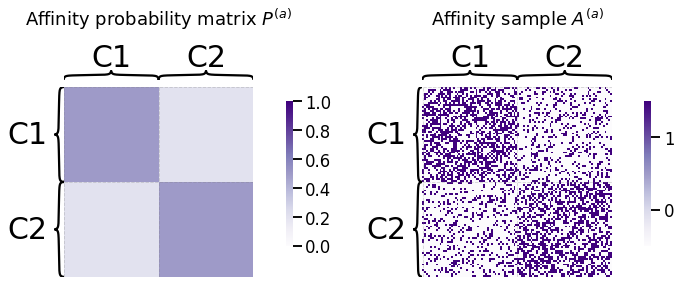 Affinity probability matrix P^(a)
C1 C2
C1
C2
1.0
0.8
0.6
0.4
0.2
0.0
Affinity sample A^(a)
C1 C2
C1
C2
1
0